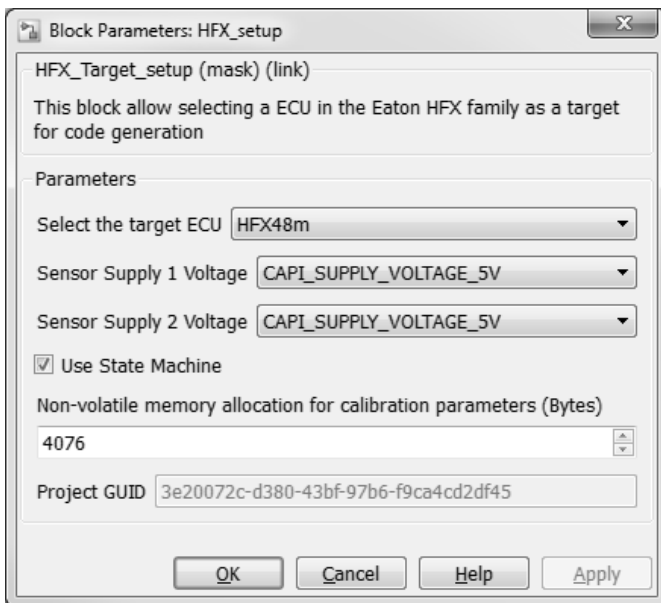 Block Parameters: HFX_setup
HFX_Target_setup (mask) (link)
This block allow selecting a ECU in the Eaton HFX family as a target
for code generation
Parameters
Select the target ECU HFX48m
Sensor Supply 1 Voltage CAPI_SUPPLY_VOLTAGE_5V
Sensor Supply 2 Voltage CAPI_SUPPLY_VOLTAGE_5V
Use State Machine
Non-volatile memory allocation for calibration parameters (Bytes)
4076
Project GUID 3e20072c-d380-43bf-97b6-f9ca4cd2df45
OK Cancel Help Apply